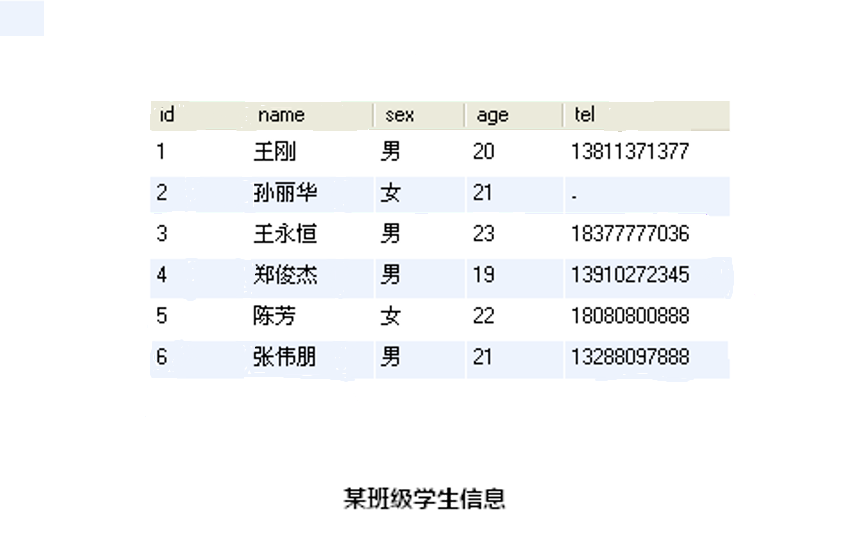 id name sex age tel
1 王刚 男 20 13811371377
2 孙丽华 女 21 -
3 王永恒 男 23 18377777036
4 郑俊杰 男 19 13910272345
5 陈芳 女 22 18080800888
6 张伟朋 男 21 13288097888
某班级学生信息